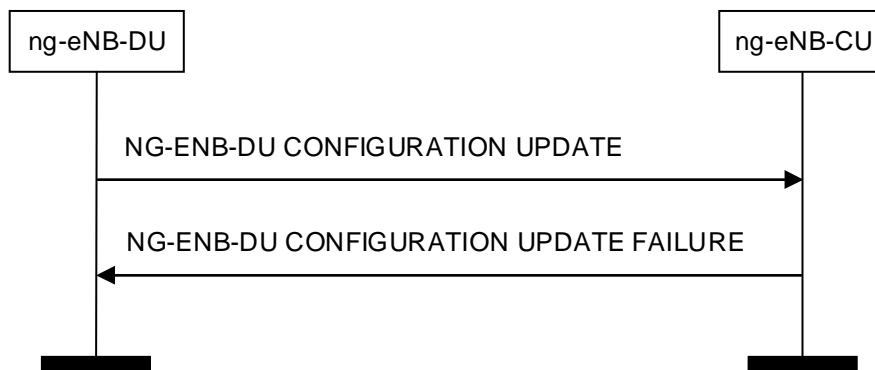 ng-eNB-DU
ng-eNB-CU
NG-ENB-DU CONFIGURATION UPDATE
NG-ENB-DU CONFIGURATION UPDATE FAILURE